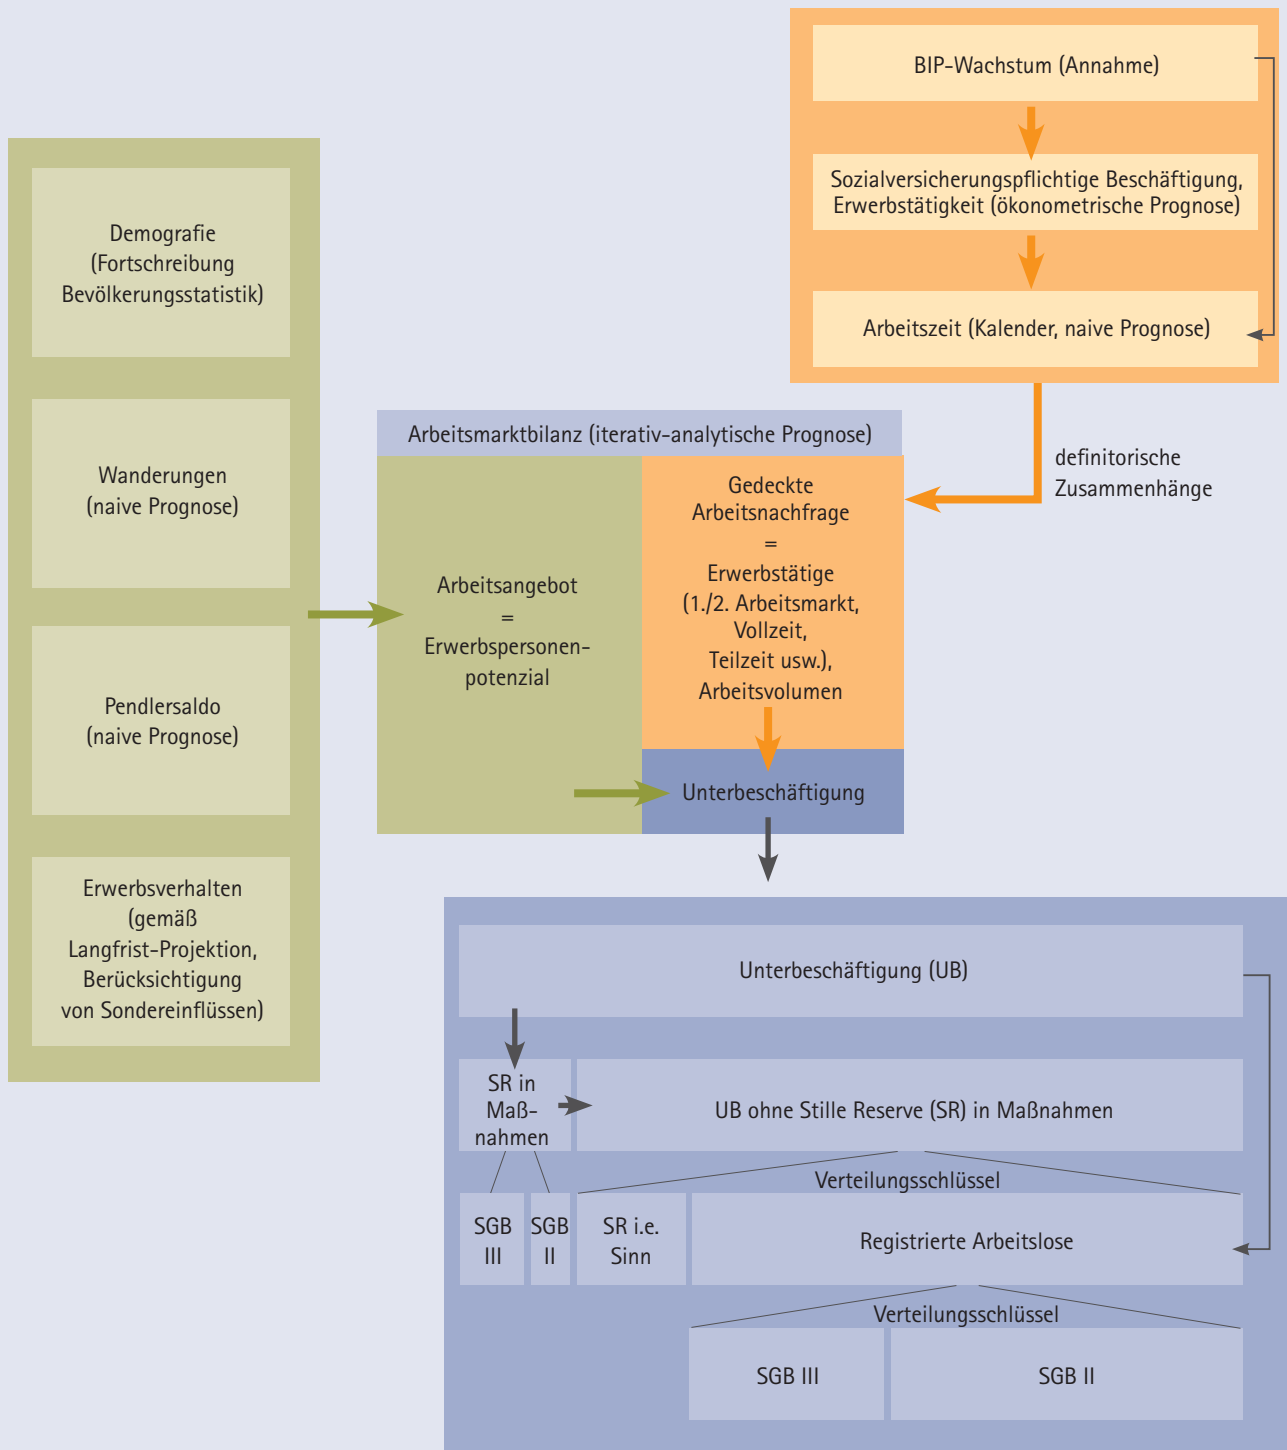 BIP-Wachstum (Annahme)
Sozialversicherungspflichtige Beschäftigung,
Erwerbstätigkeit (ökonometrische Prognose)
Arbeitszeit (Kalender, naive Prognose)
definitorische
Zusammenhänge
Demografie
(Fortschreibung
Bevölkerungsstatistik)
Wanderungen
(naive Prognose)
Pendlersaldo
(naive Prognose)
Erwerbsverhalten
(gemäß
Langfrist-Projektion,
Berücksichtigung
von Sondereinflüssen)
Arbeitsmarktbilanz (iterativ-analytische Prognose)
Arbeitsangebot
=
Erwerbspersonen-
potenzial
Gedeckte
Arbeitsnachfrage
=
Erwerbstätige
(1./2. Arbeitsmarkt,
Vollzeit,
Teilzeit usw.),
Arbeitsvolumen
Unterbeschäftigung
Unterbeschäftigung (UB)
SR in
Maß-
nahmen
UB ohne Stille Reserve (SR) in Maßnahmen
Verteilungsschlüssel
SGB
III
SGB
II
SR i.e.
Sinn
Registrierte Arbeitslose
Verteilungsschlüssel
SGB III
SGB II